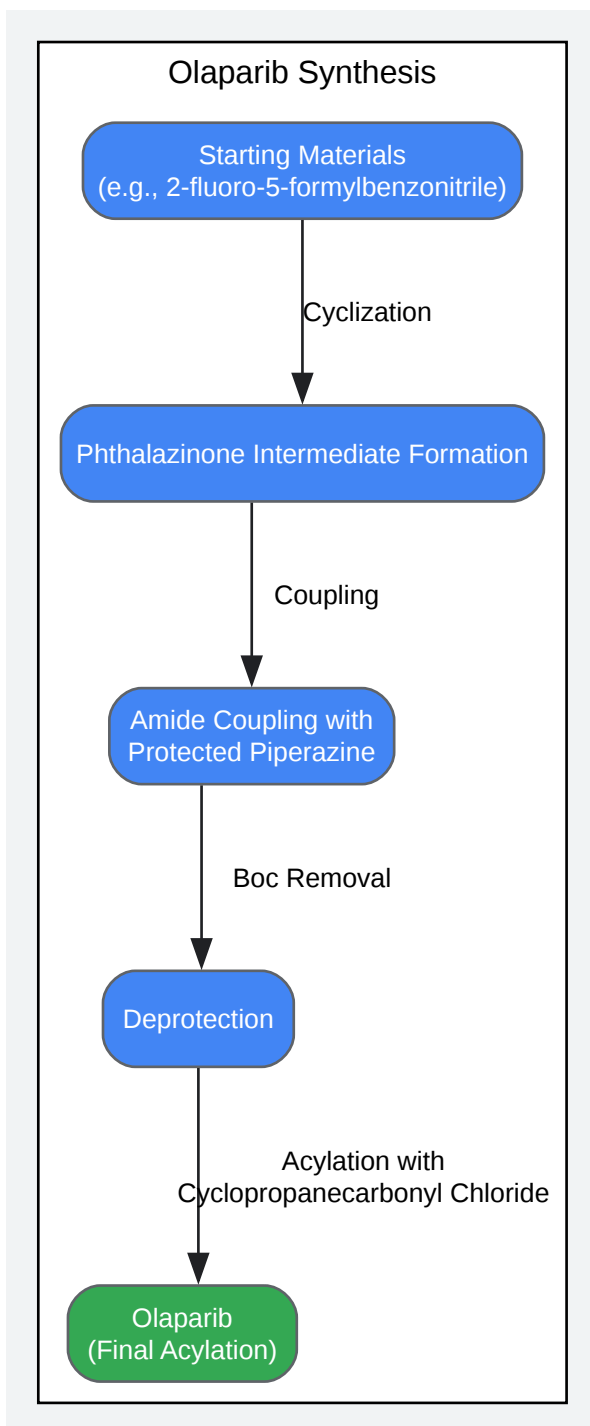 Olaparib Synthesis
Starting Materials
(e.g., 2-fluoro-5-formylbenzonitrile)
Cyclization
Phthalazinone Intermediate Formation
Coupling
Amide Coupling with
Protected Piperazine
Boc Removal
Deprotection
Acylation with
Cyclopropanecarbonyl Chloride
Olaparib
(Final Acylation)